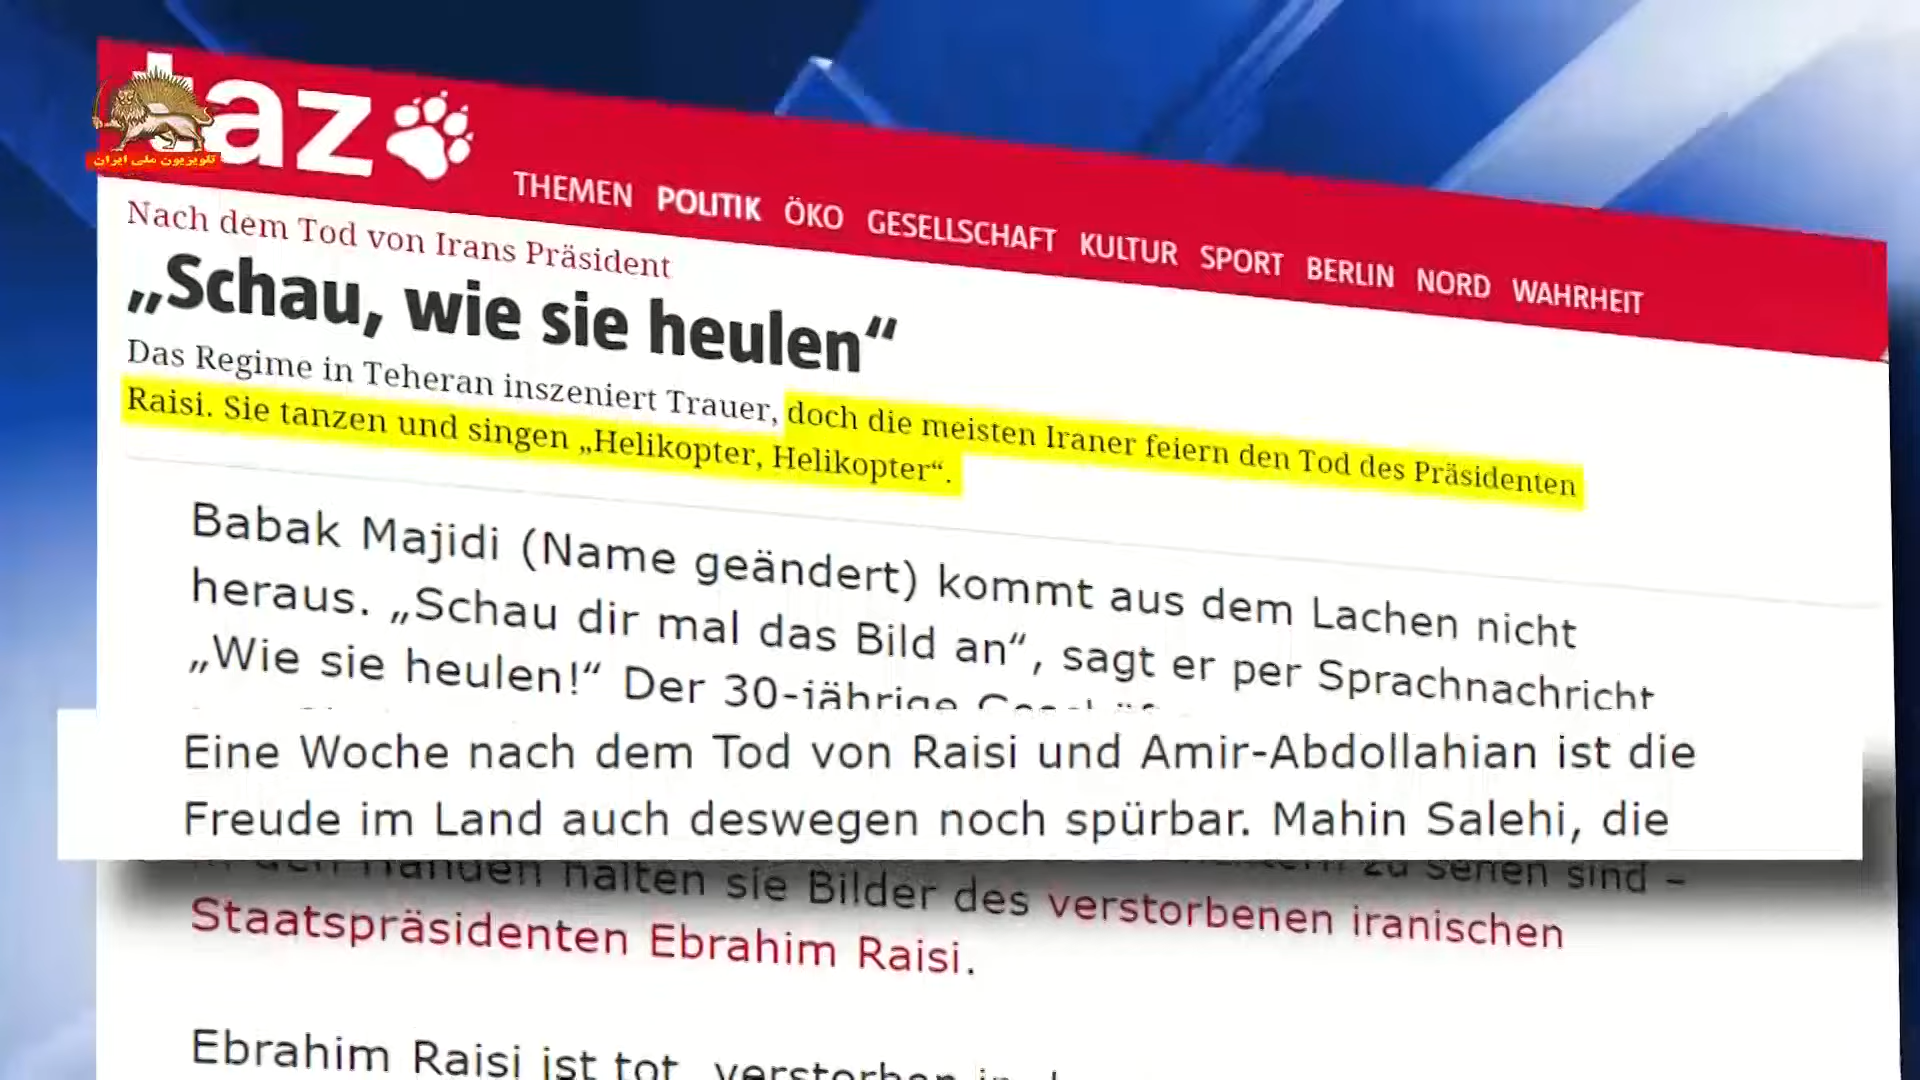 taz
تلویزیون ملی ایران
THEMEN POLITIK ÖKO GESELLSCHAFT KULTUR SPORT BERLIN NORD WAHRHEIT
Nach dem Tod von Irans Präsident
„Schau, wie sie heulen“
Das Regime in Teheran inszeniert Trauer, doch die meisten Iraner feiern den Tod des Präsidenten
Raisi. Sie tanzen und singen „Helikopter, Helikopter“.
Babak Majidi (Name geändert) kommt aus dem Lachen nicht
heraus. „Schau dir mal das Bild an“, sagt er per Sprachnachricht
„Wie sie heulen!“ Der 30-jährige
Eine Woche nach dem Tod von Raisi und Amir-Abdollahian ist die
Freude im Land auch deswegen noch spürbar. Mahin Salehi, die
halten sie Bilder des verstorbenen iranischen
zu sehen sind –
Staatspräsidenten Ebrahim Raisi.
Ebrahim Raisi ist tot, verstorben